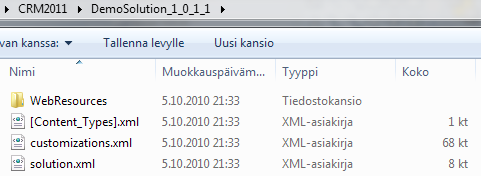 CRM2011 DemoSolution_1_0_1_1
van kanssa: Tallenna levylle Uusi kansio
Nimi Muokkauspäiväm... Tyyppi Koko
WebResources 5.10.2010 21:33 Tiedostokansio
[Content_Types].xml 5.10.2010 21:33 XML-asiakirja 1 kt
customizations.xml 5.10.2010 21:33 XML-asiakirja 68 kt
solution.xml 5.10.2010 21:33 XML-asiakirja 8 kt